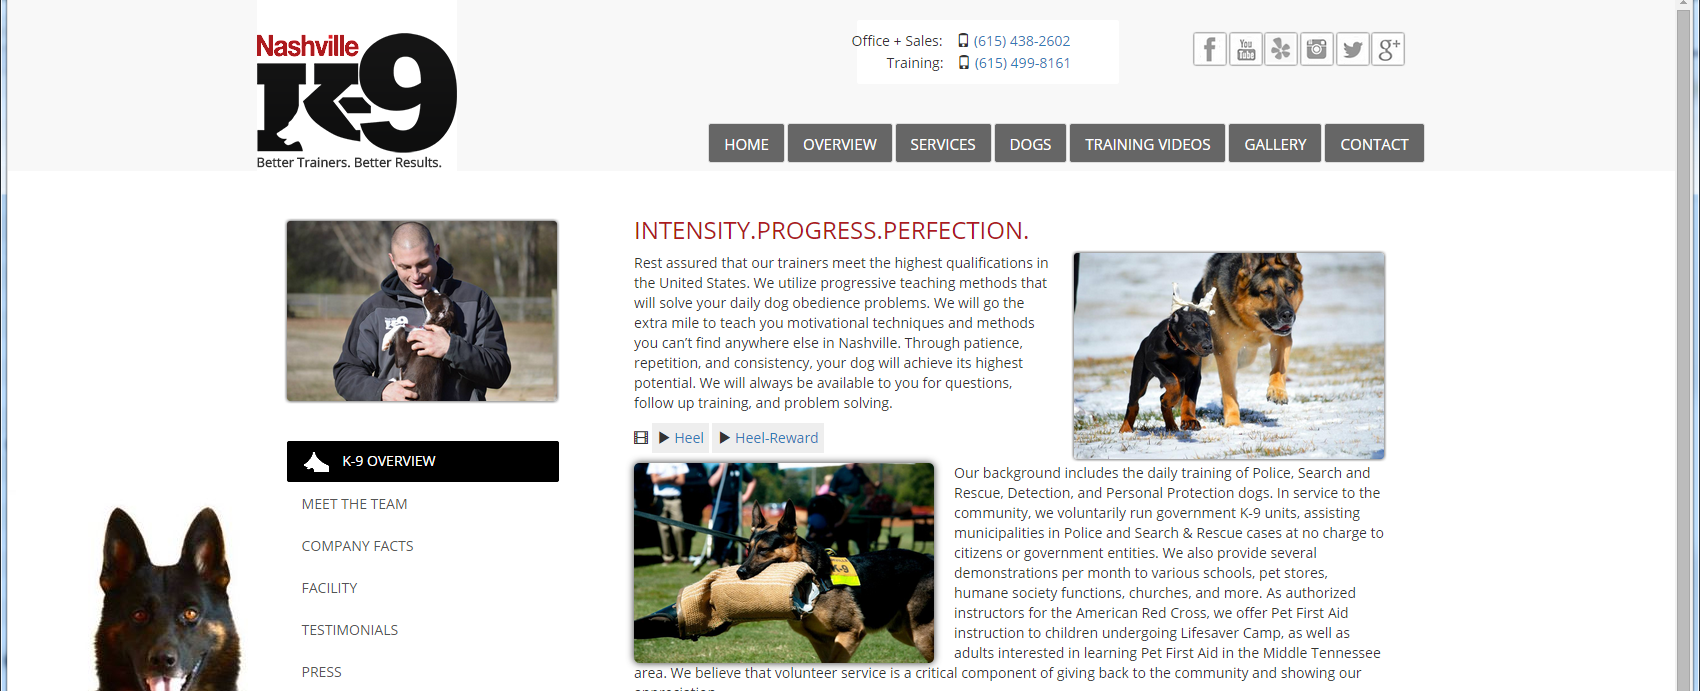 Nashville
K-9
Better Trainers. Better Results.
Office + Sales: (615) 438-2602
Training: (615) 499-8161
f You Tube g+
HOME OVERVIEW SERVICES DOGS TRAINING VIDEOS GALLERY CONTACT
INTENSITY.PROGRESS.PERFECTION.
Rest assured that our trainers meet the highest qualifications in
the United States. We utilize progressive teaching methods that
will solve your daily dog obedience problems. We will go the
extra mile to teach you motivational techniques and methods
you can’t find anywhere else in Nashville. Through patience,
repetition, and consistency, your dog will achieve its highest
potential. We will always be available to you for questions,
follow up training, and problem solving.
Heel Heel-Reward
K-9
K-9
Our background includes the daily training of Police, Search and
Rescue, Detection, and Personal Protection dogs. In service to the
community, we voluntarily run government K-9 units, assisting
municipalities in Police and Search & Rescue cases at no charge to
citizens or government entities. We also provide several
demonstrations per month to various schools, pet stores,
humane society functions, churches, and more. As authorized
instructors for the American Red Cross, we offer Pet First Aid
instruction to children undergoing Lifesaver Camp, as well as
adults interested in learning Pet First Aid in the Middle Tennessee
area. We believe that volunteer service is a critical component of giving back to the community and showing our
K-9 OVERVIEW
MEET THE TEAM
COMPANY FACTS
FACILITY
TESTIMONIALS
PRESS